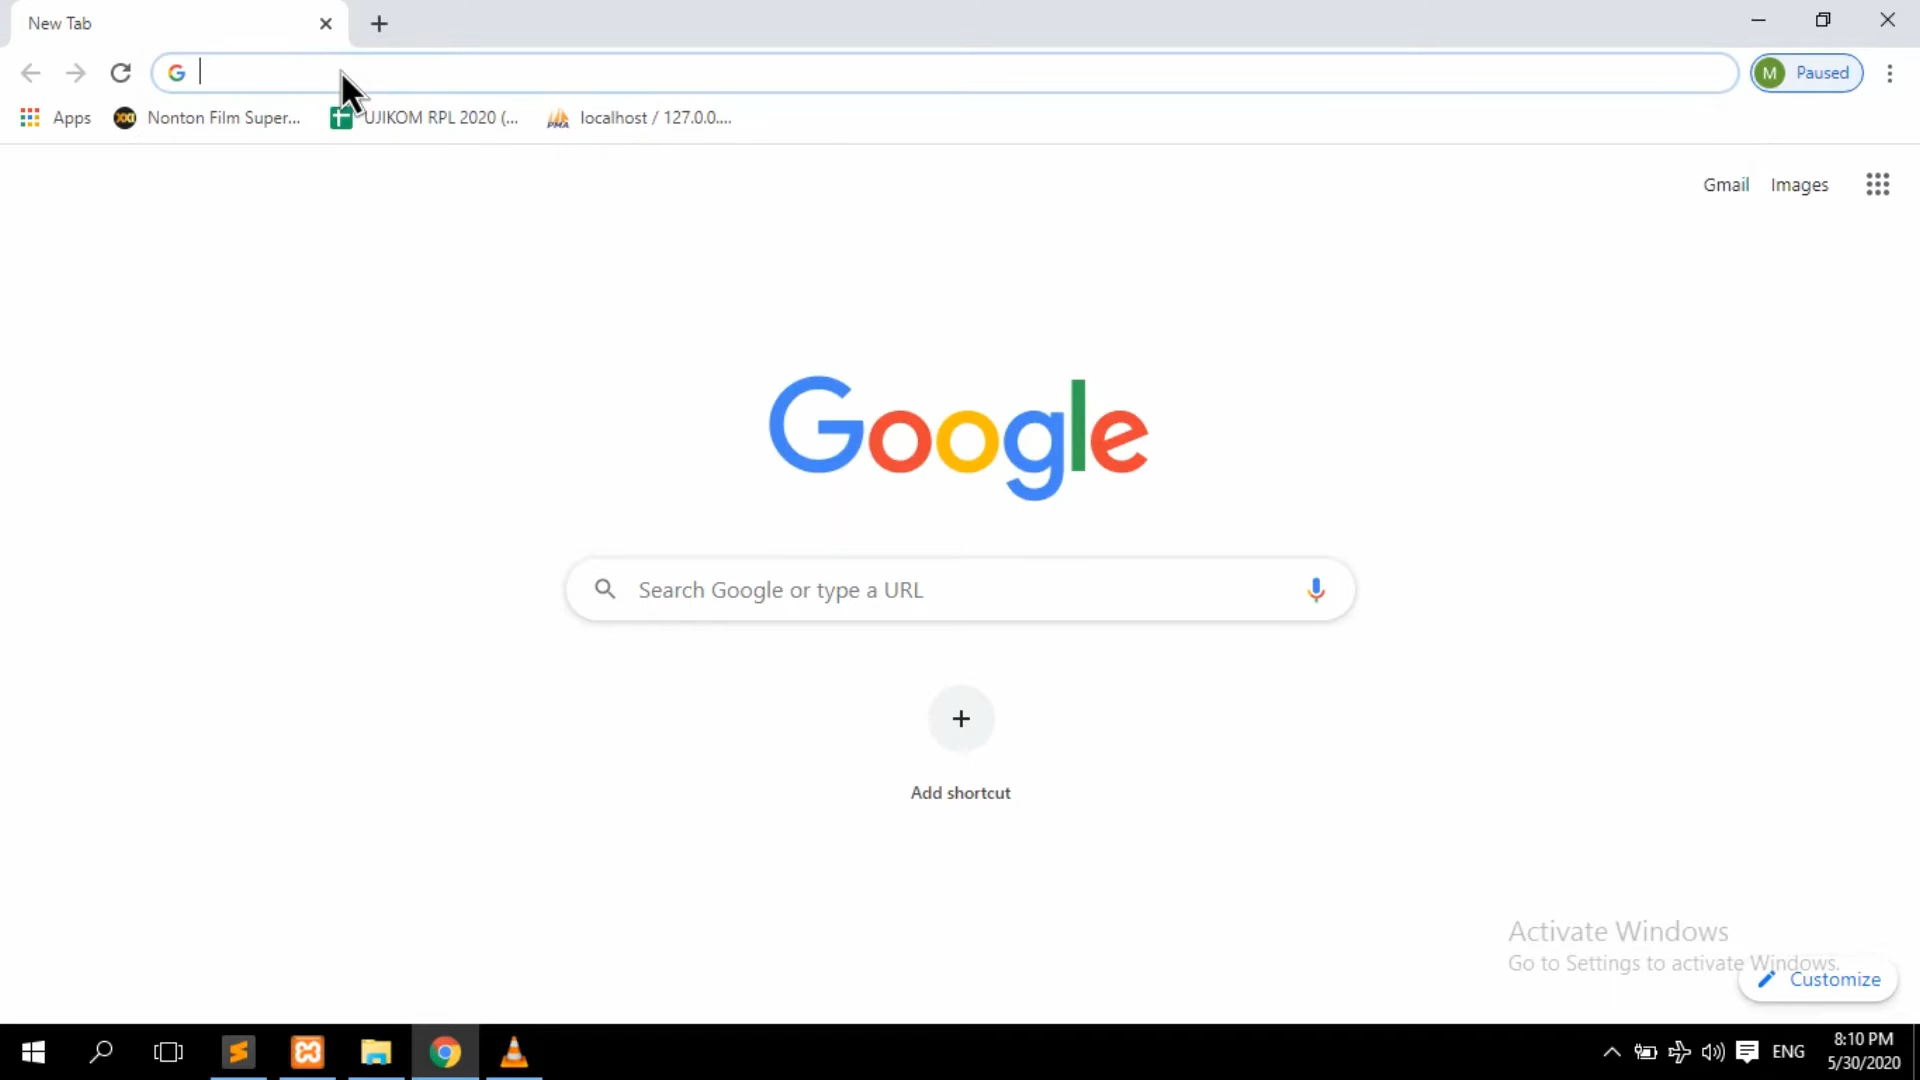 New Tab
M Paused
Apps
Nonton Film Super...
UJIKOM RPL 2020 (...
localhost / 127.0.0....
Gmail
Images
Google
Search Google or type a URL
Add shortcut
Activate Windows
Go to Settings to activate Windows.
Customize
ENG
8:10 PM
5/30/2020